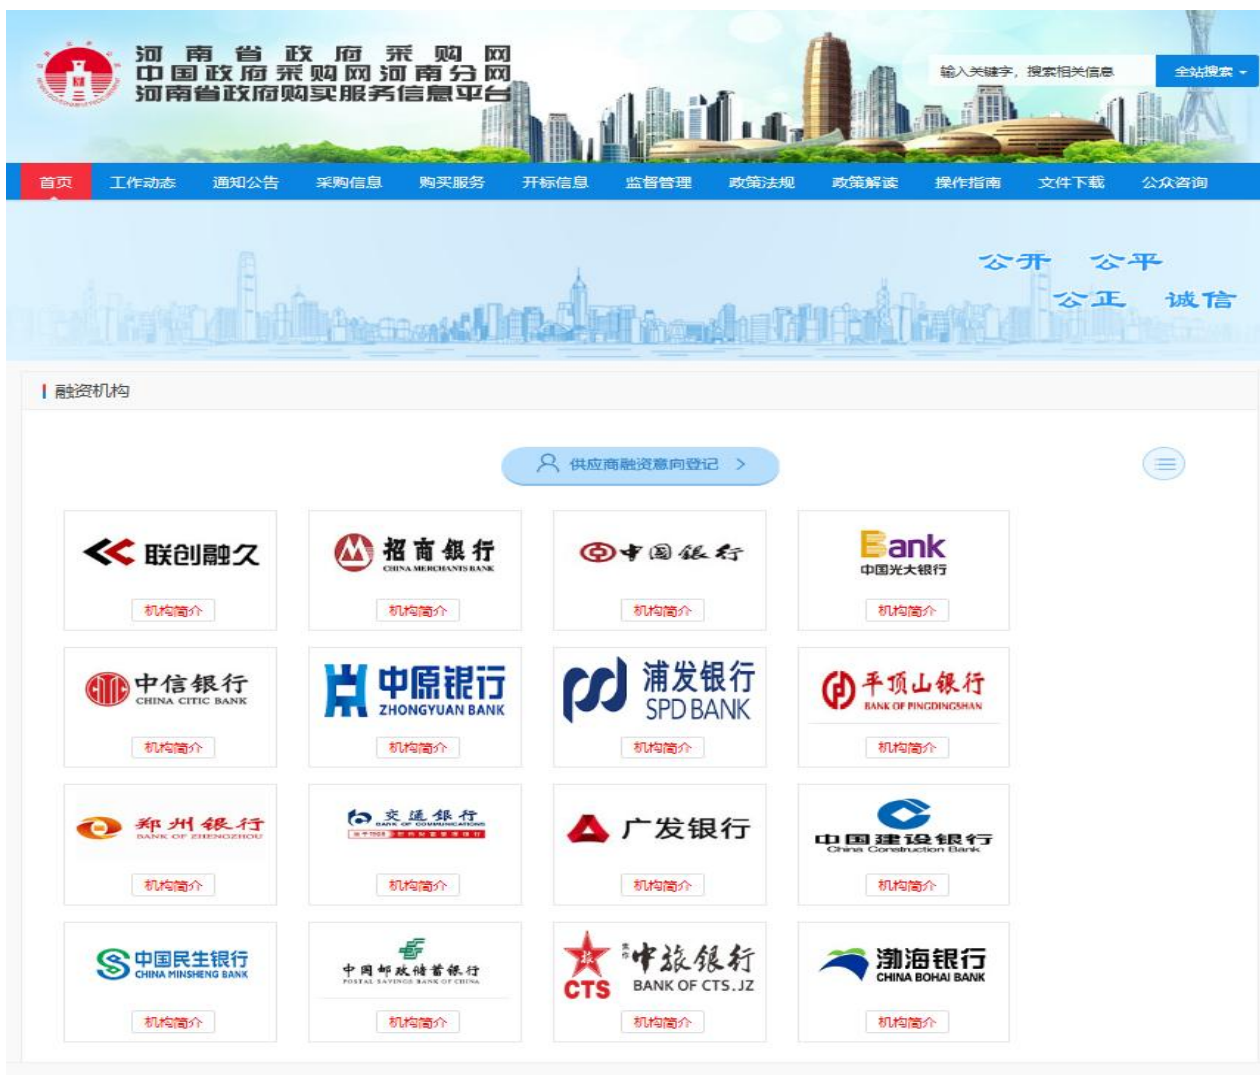 河南省政府采购网
中国政府采购网河南分网
河南省政府购买服务信息平台
输入关键字，搜索相关信息 全站搜索
首页 工作动态 通知公告 采购信息 购买服务 开标信息 监督管理 政策法规 政策解读 操作指南 文件下载 公众咨询
公开 公平
公正 诚信
融资机构
供应商融资意向登记 >
联创融久
机构简介
招商银行
CHINA MERCHANTS BANK
机构简介
中国银行
机构简介
Bank
中国光大银行
机构简介
中信银行
CHINA CITIC BANK
机构简介
中原银行
ZHONGYUAN BANK
机构简介
浦发银行
SPD BANK
机构简介
平顶山银行
BANK OF PINGDINGSHAN
机构简介
郑州银行
BANK OF ZHENGZHOU
机构简介
交通银行
BANK OF COMMUNICATIONS
机构简介
广发银行
机构简介
中国建设银行
China Construction Bank
机构简介
中国民生银行
CHINA MINSHENG BANK
机构简介
中国邮政储蓄银行
POSTAL SAVINGS BANK OF CHINA
机构简介
旅
CTS
焦作中旅银行
BANK OF CTS.JZ
机构简介
渤海银行
CHINA BOHAI BANK
机构简介